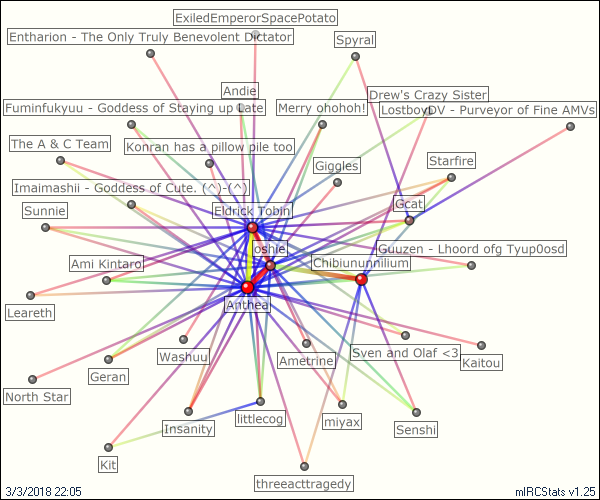 ExiledEmperorSpacePotato
Entharion - The Only Truly Benevolent Dictator
Spyral
Andie
Drew's Crazy Sister
Fuminfukyuu - Goddess of Staying up Late
Merry ohohoh!
LostboyDV - Purveyor of Fine AMVs
The A & C Team
Konran has a pillow pile too
Giggles
Starfire
Imaimashii - Goddess of Cute. (^)-(^)
Sunnie
Eldrick Tobin
Gcat
Joshie
Guuzen - Lhoord ofg Tyup0osd
Ami Kintaro
Chibiununnilium
Leareth
Anthea
Washuu
Ametrine
Sven and Olaf <3
Kaitou
North Star
Geran
Insanity
littlecog
miyax
Senshi
Kit
threeacttragedy
3/3/2018 22:05
mIRCStats v1.25